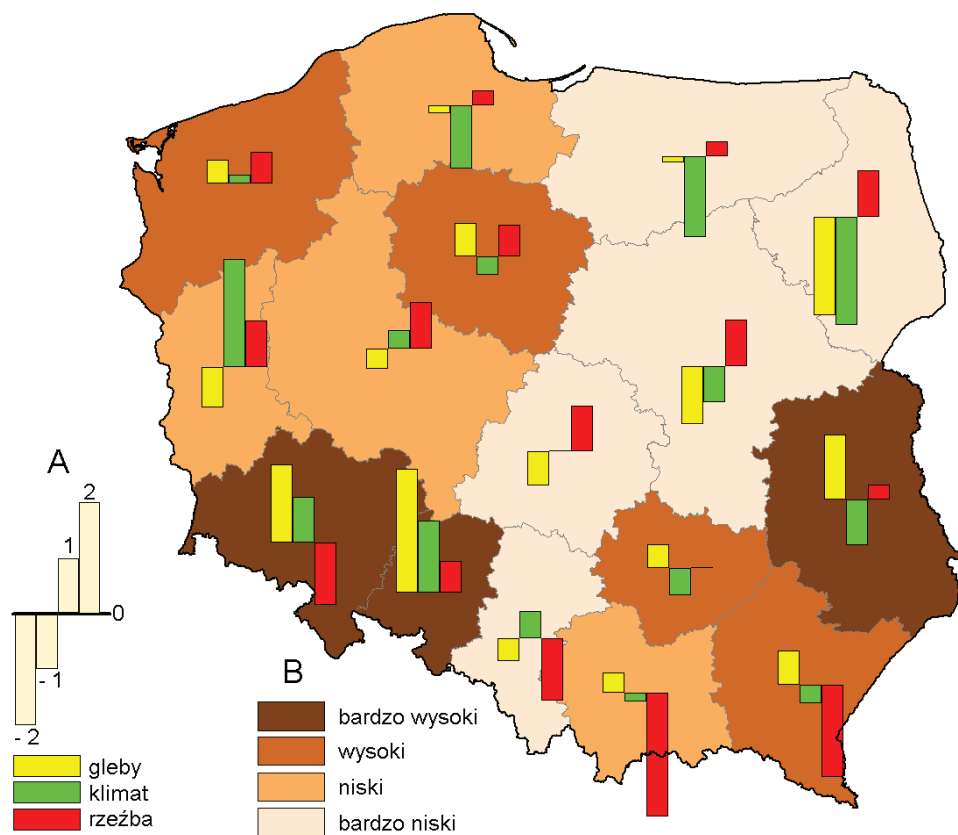 A
2
1
0
- 1
- 2
gleby
klimat
rzeźba
B
bardzo wysoki
wysoki
niski
bardzo niski